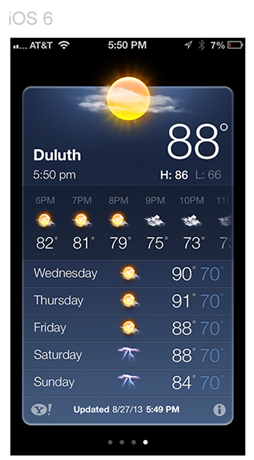 iOS 6
AT&T 5:50 PM 7%
88°
Duluth
5:50 pm H: 86 L: 66
6PM 7PM 8PM 9PM 10PM 11
82° 81° 79° 75° 73° 7
Wednesday 90° 70°
Thursday 91° 70°
Friday 88° 70°
Saturday 88° 70°
Sunday 84° 70°
Y! Updated 8/27/13 5:49 PM i